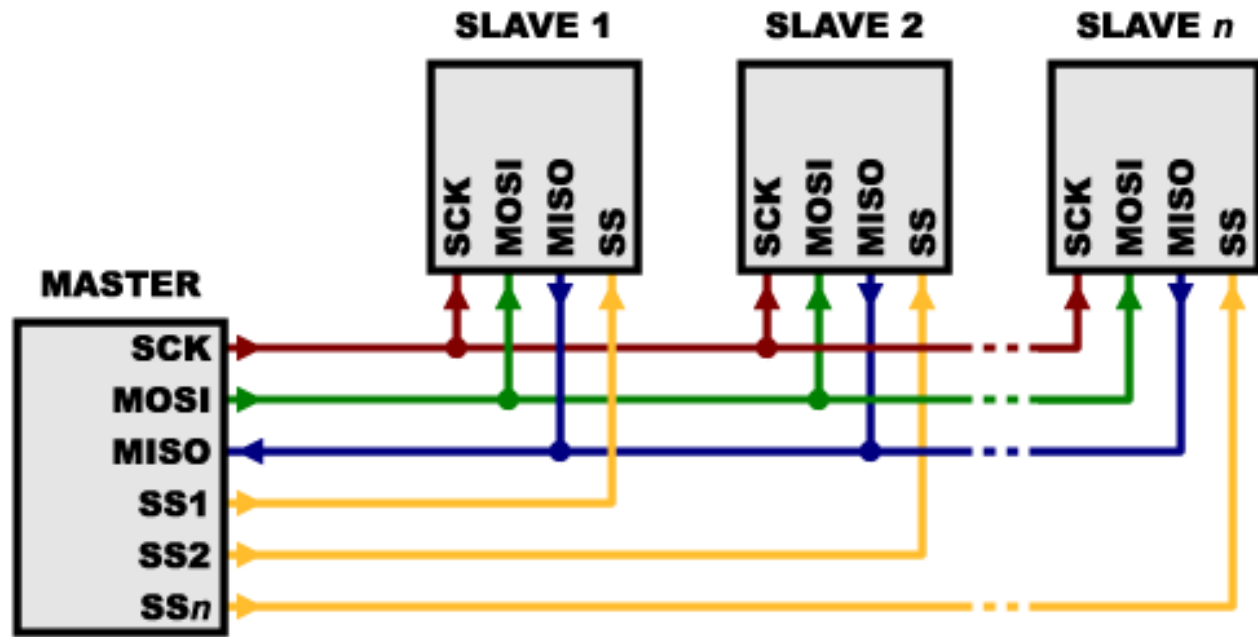 SLAVE 1
SLAVE 2
SLAVE n
SCK
MOSI
MISO
SS
SCK
MOSI
MISO
SS
SCK
MOSI
MISO
SS
MASTER
SCK
MOSI
MISO
SS1
SS2
SSn